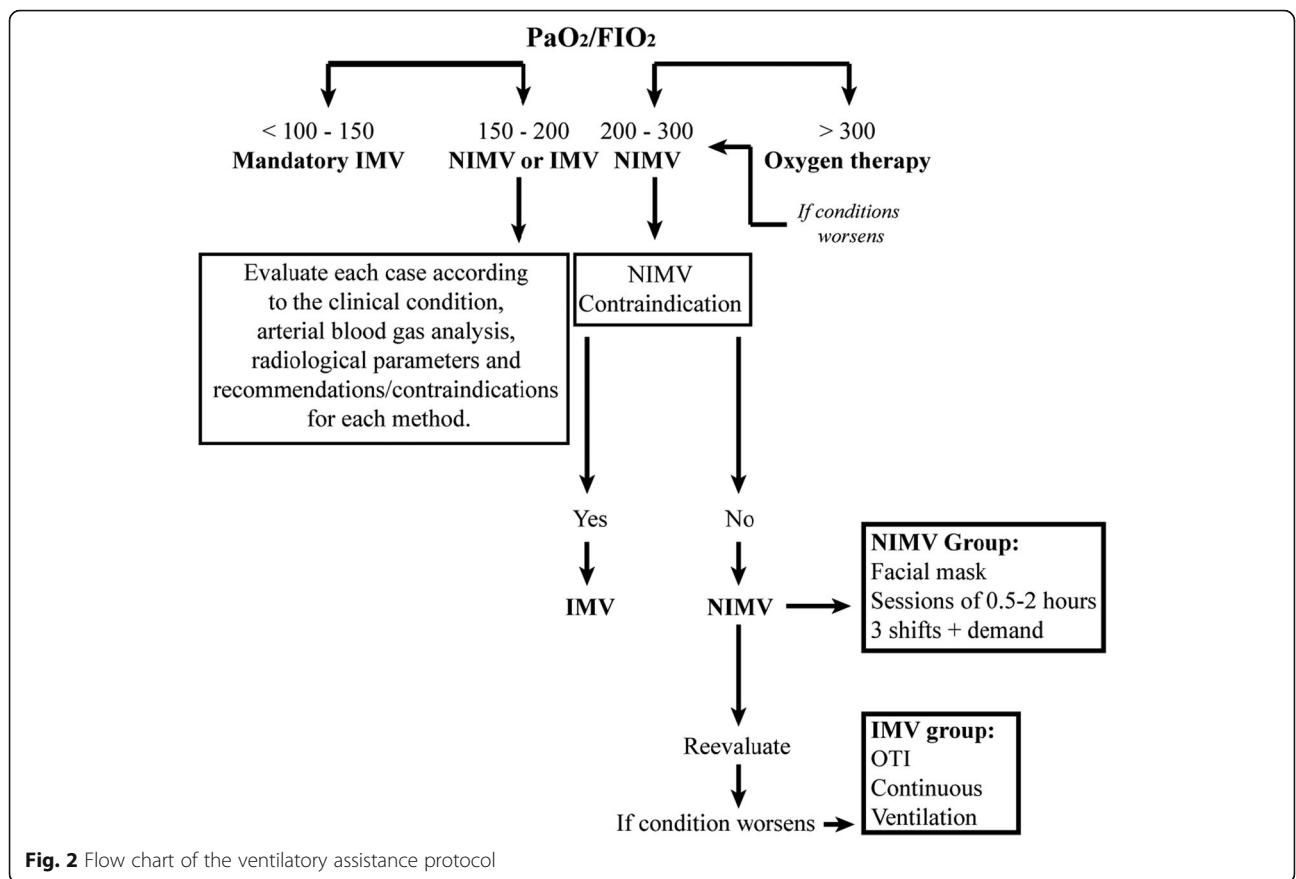 PaO₂/FIO₂
< 100 - 150
Mandatory IMV
150 - 200
NIMV or IMV
200 - 300
NIMV
> 300
Oxygen therapy
If conditions
worsens
Evaluate each case according
to the clinical condition,
arterial blood gas analysis,
radiological parameters and
recommendations/contraindications
for each method.
NIMV
Contraindication
Yes
IMV
No
NIMV
NIMV Group:
Facial mask
Sessions of 0.5-2 hours
3 shifts + demand
Reevaluate
If condition worsens
IMV group:
OTI
Continuous
Ventilation
Fig. 2 Flow chart of the ventilatory assistance protocol